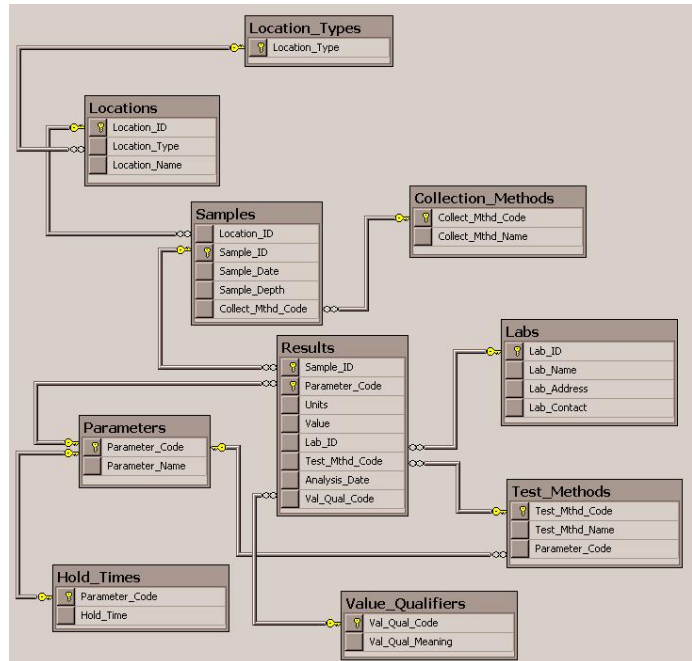 Location_Types
Location_Type
Locations
Location_ID
Location_Type
Location_Name
Samples
Location_ID
Sample_ID
Sample_Date
Sample_Depth
Collect_Mthd_Code
Collection_Methods
Collect_Mthd_Code
Collect_Mthd_Name
Results
Sample_ID
Parameter_Code
Units
Value
Lab_ID
Test_Mthd_Code
Analysis_Date
Val_Qual_Code
Labs
Lab_ID
Lab_Name
Lab_Address
Lab_Contact
Parameters
Parameter_Code
Parameter_Name
Test_Methods
Test_Mthd_Code
Test_Mthd_Name
Parameter_Code
Hold_Times
Parameter_Code
Hold_Time
Value_Qualifiers
Val_Qual_Code
Val_Qual_Meaning